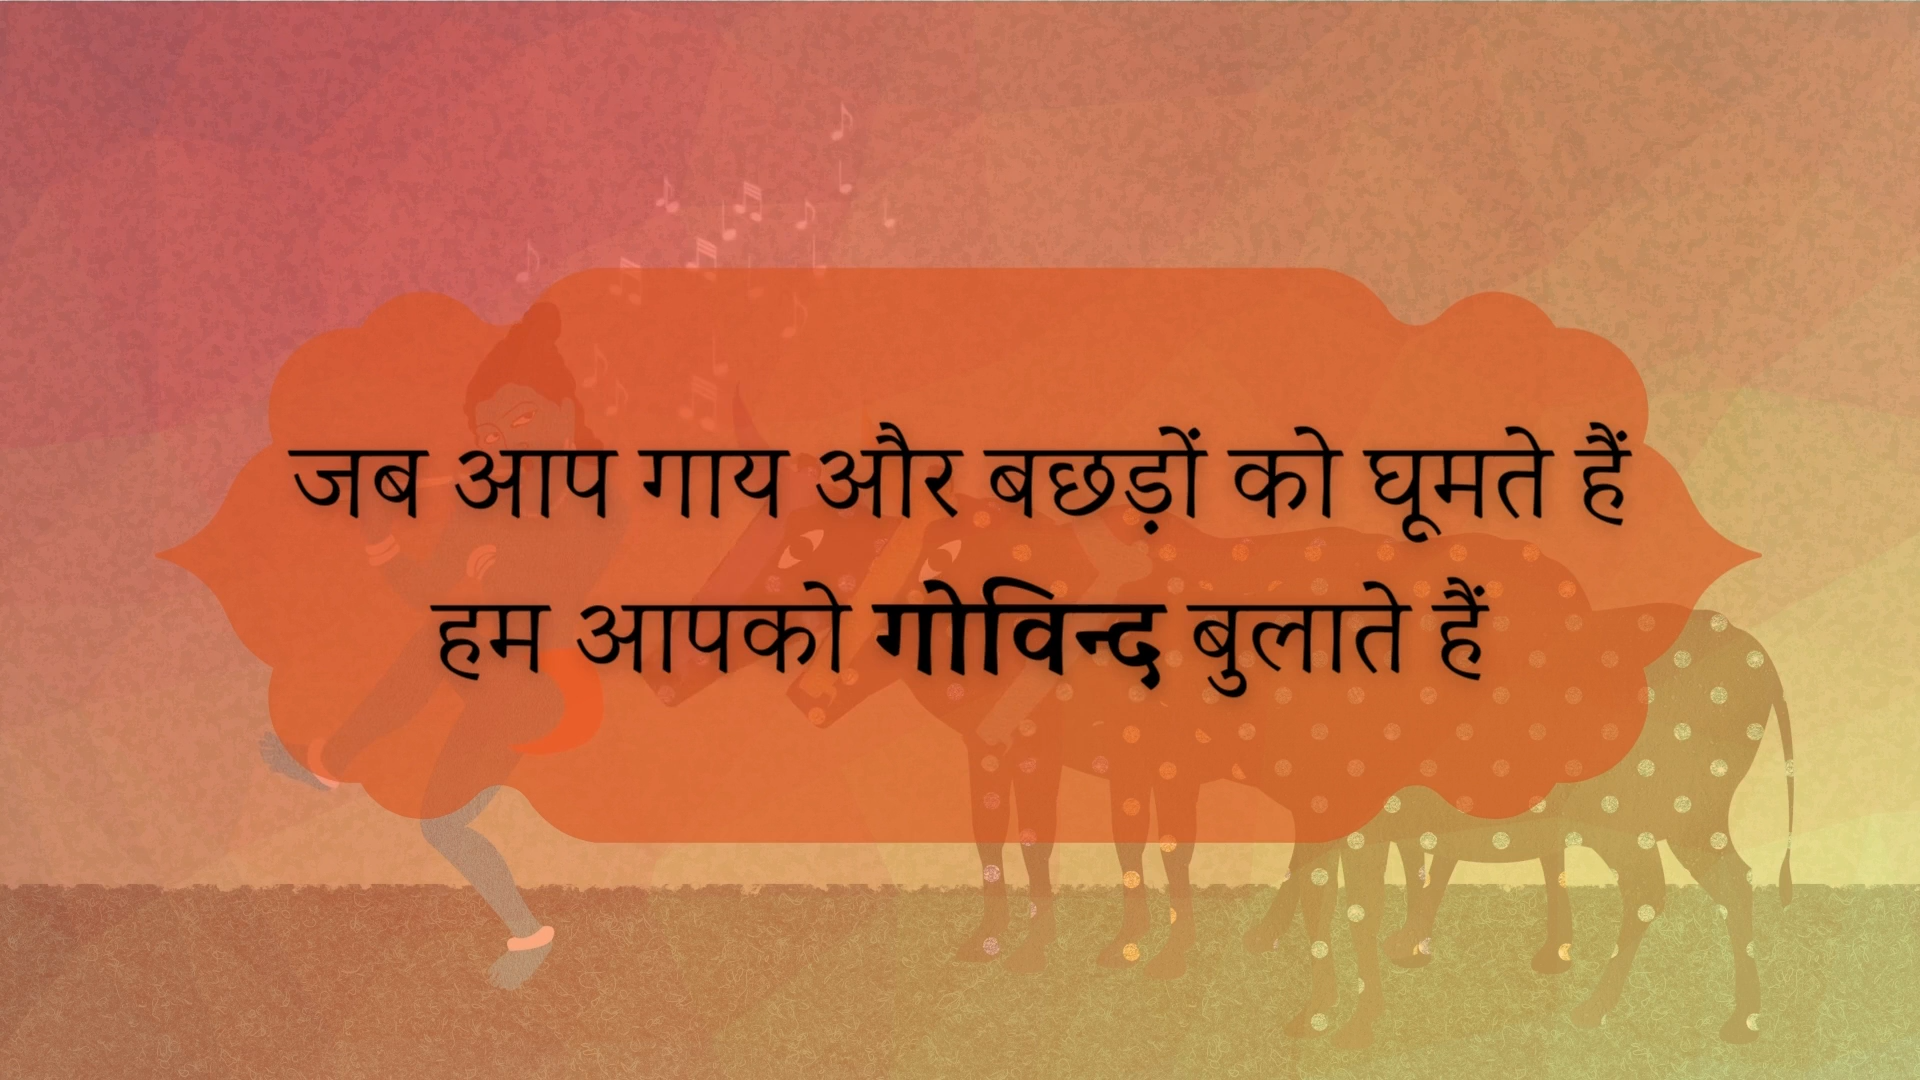 जब आप गाय और बछड़ों को घूमते हैं
हम आपको गोविन्द बुलाते हैं